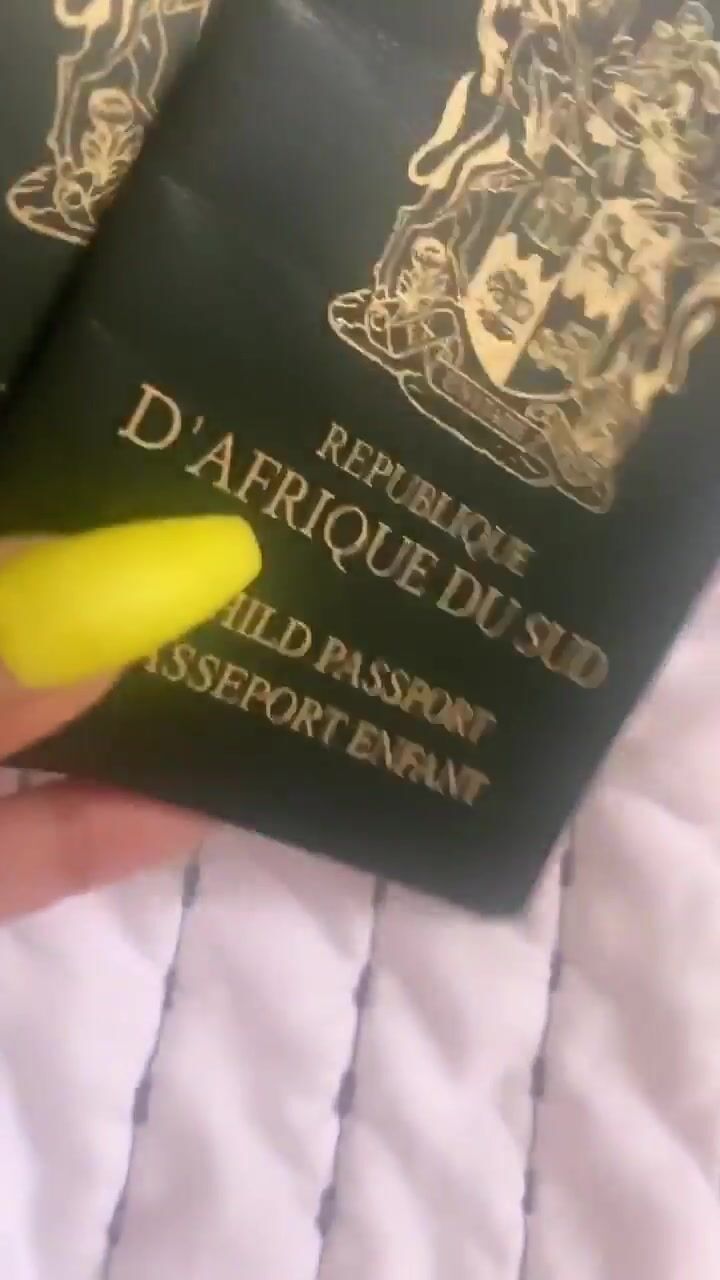 REPUBLIQUE
D'AFRIQUE DU SUD
HILD PASSPORT
ASSEPORT ENFANT